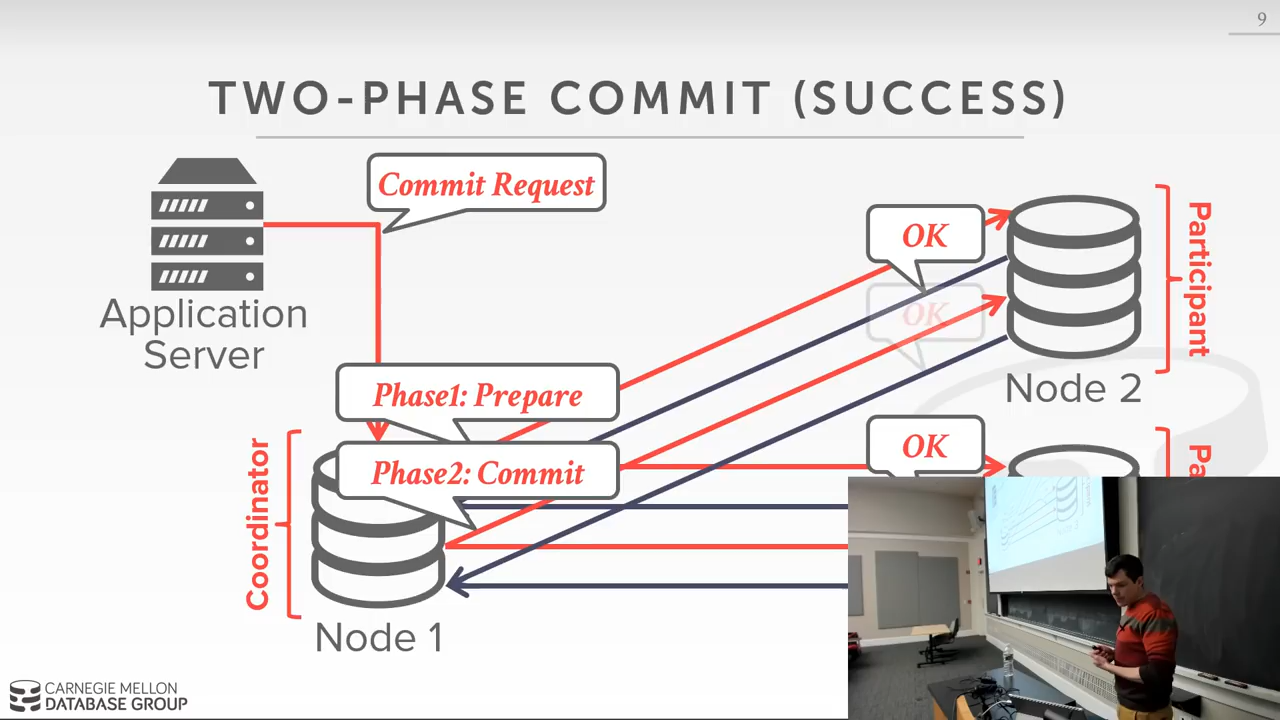 9
TWO-PHASE COMMIT (SUCCESS)
Commit Request
OK
OK
Participant
Application
Server
Phase1: Prepare
Node 2
OK
Phase2: Commit
Pa
Coordinator
Node 1
CARNEGIE MELLON
DATABASE GROUP